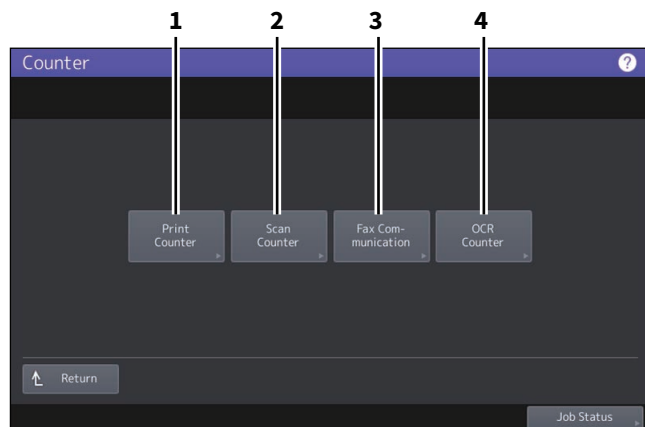 1 2 3 4
Counter ?
Print Scan Fax Com- OCR
Counter Counter munication Counter
Return
Job Status